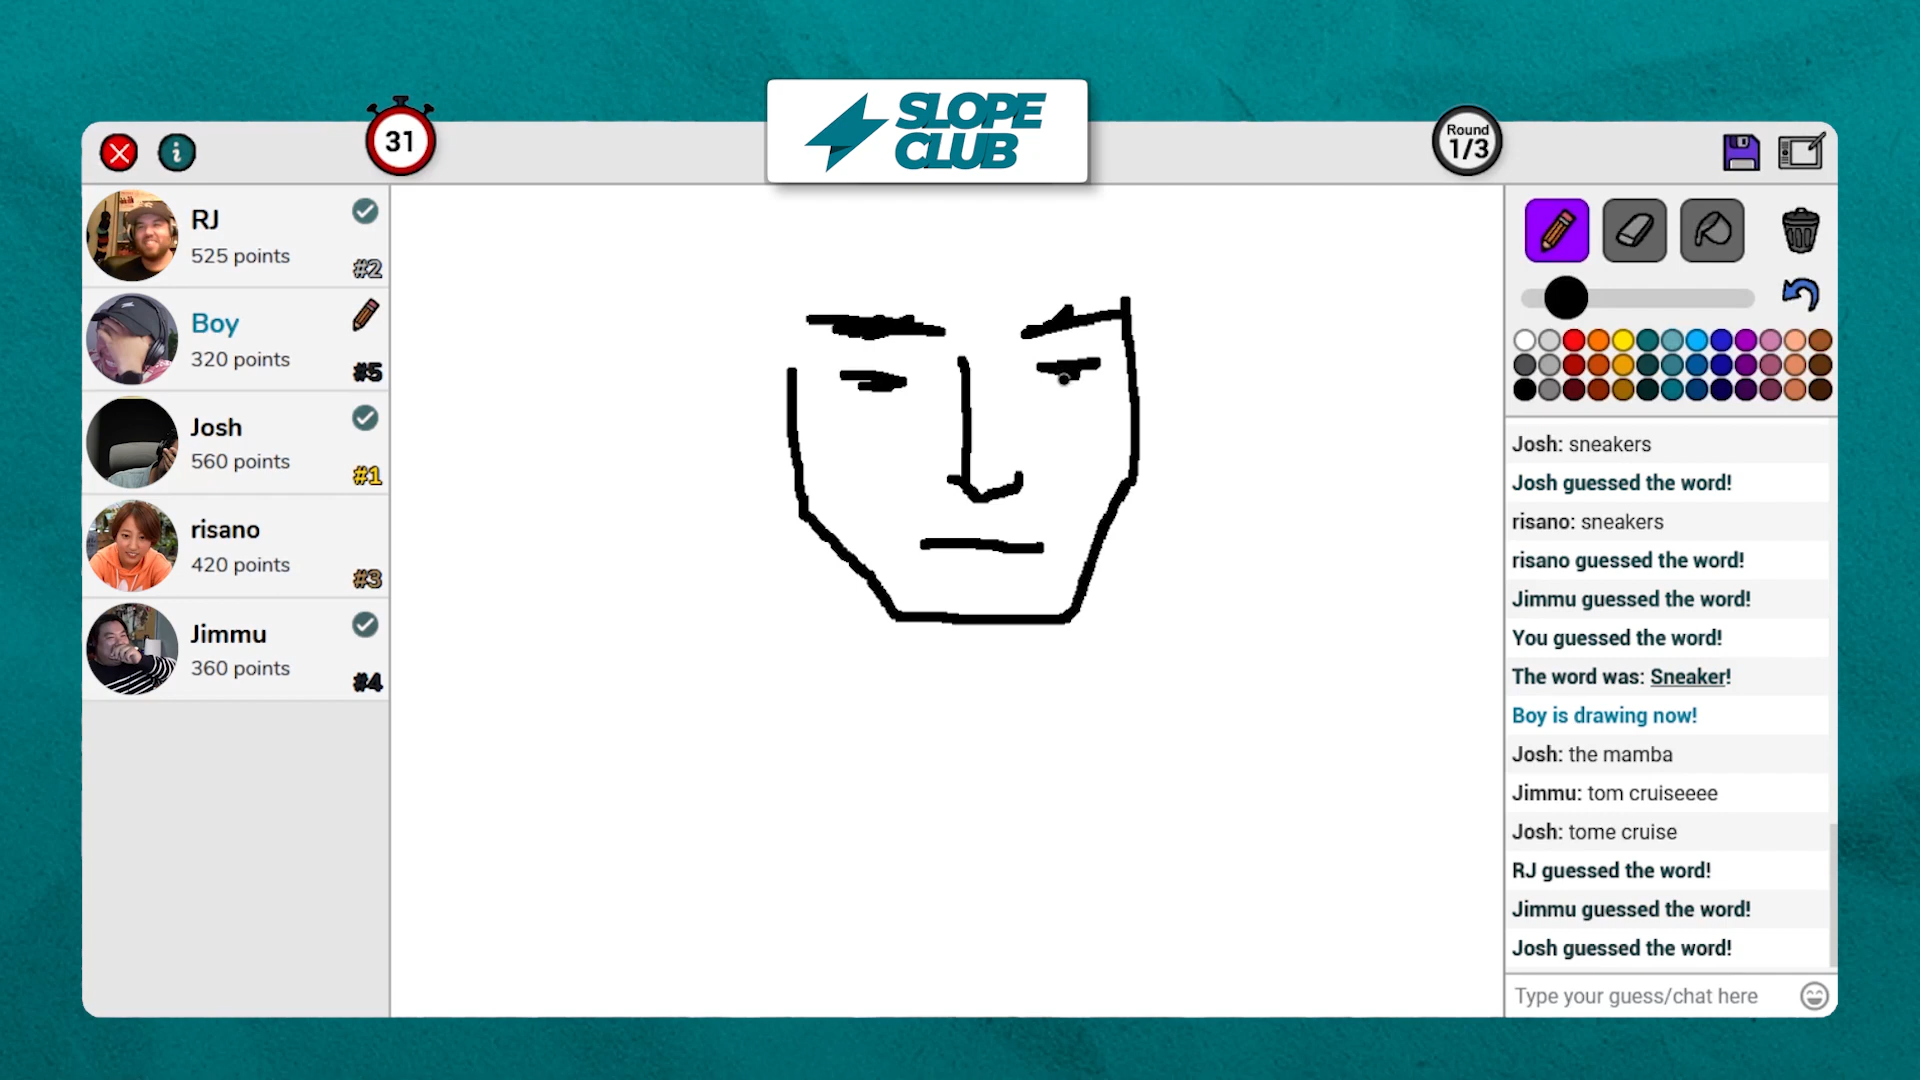 31
SLOPE
CLUB
Round
1/3
RJ
525 points
#2
Boy
320 points
#5
Josh
560 points
#1
risano
420 points
#3
Jimmu
360 points
#4
Josh: sneakers
Josh guessed the word!
risano: sneakers
risano guessed the word!
Jimmu guessed the word!
You guessed the word!
The word was: Sneaker!
Boy is drawing now!
Josh: the mamba
Jimmu: tom cruiseeee
Josh: tome cruise
RJ guessed the word!
Jimmu guessed the word!
Josh guessed the word!
Type your guess/chat here